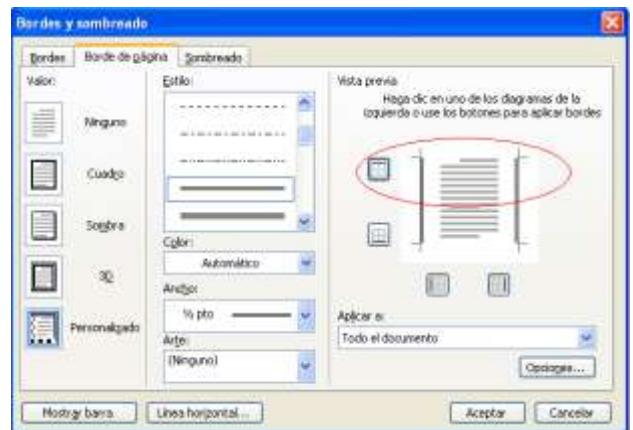 Bordes y sombreado
Bordes Borde de página Sombreado
Valor:
Ninguno
Cuadro
Sombra
3D
Personalizado
Estilo:
Color:
Automático
Ancho:
½ pto
Arte:
(Ninguno)
Vista previa
Haga clic en uno de los diagramas de la
izquierda o use los botones para aplicar bordes
Aplicar a:
Todo el documento
Opciones...
Mostrar barra Línea horizontal... Aceptar Cancelar